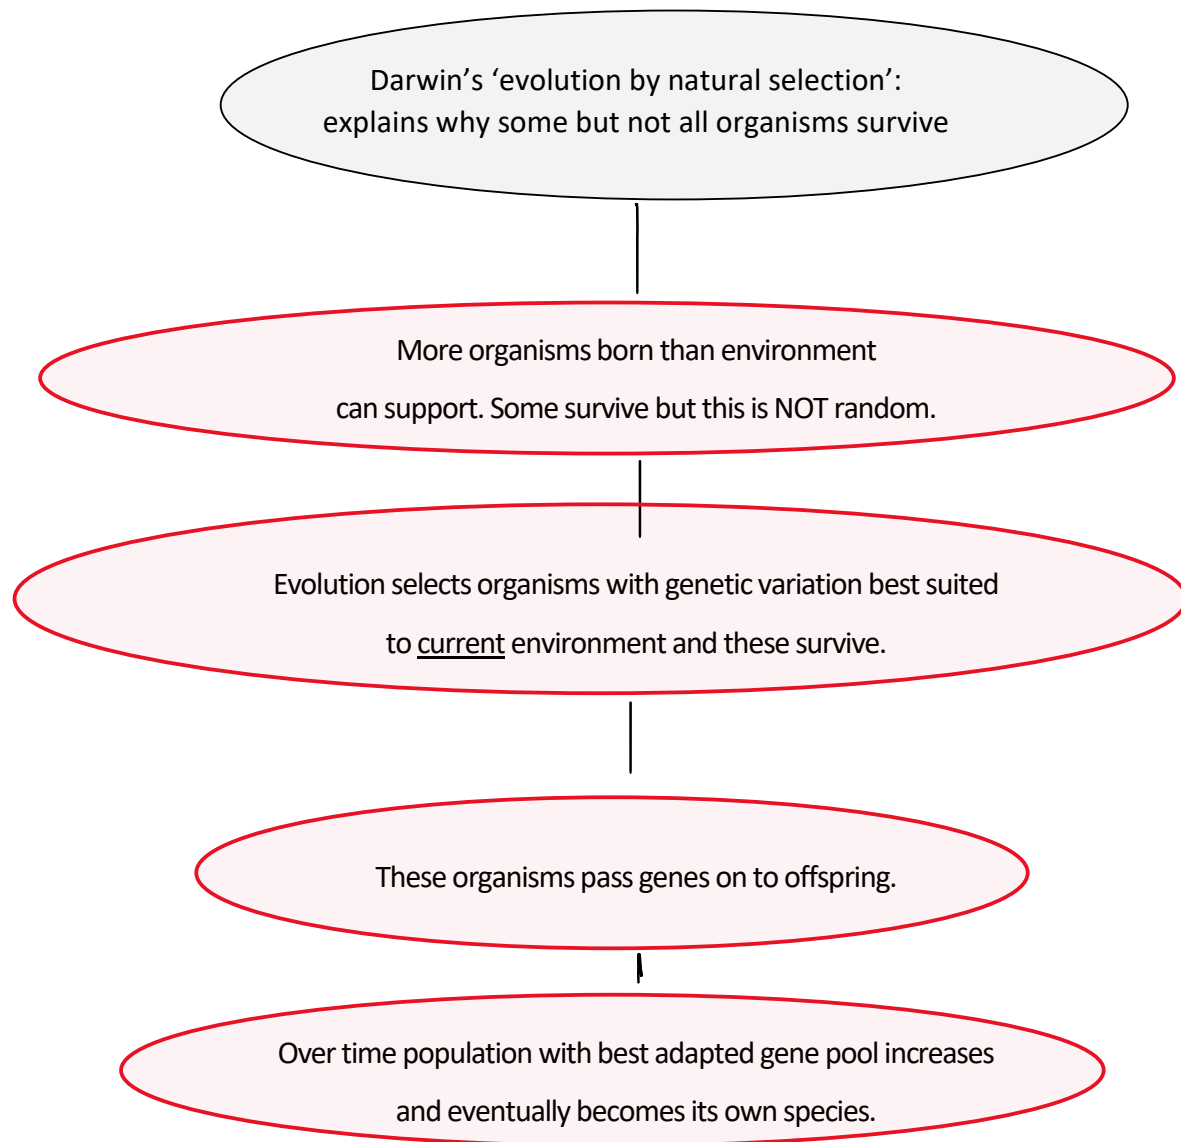 Darwin’s ‘evolution by natural selection’:
explains why some but not all organisms survive
More organisms born than environment
can support. Some survive but this is NOT random.
Evolution selects organisms with genetic variation best suited
to current environment and these survive.
These organisms pass genes on to offspring.
Over time population with best adapted gene pool increases
and eventually becomes its own species.